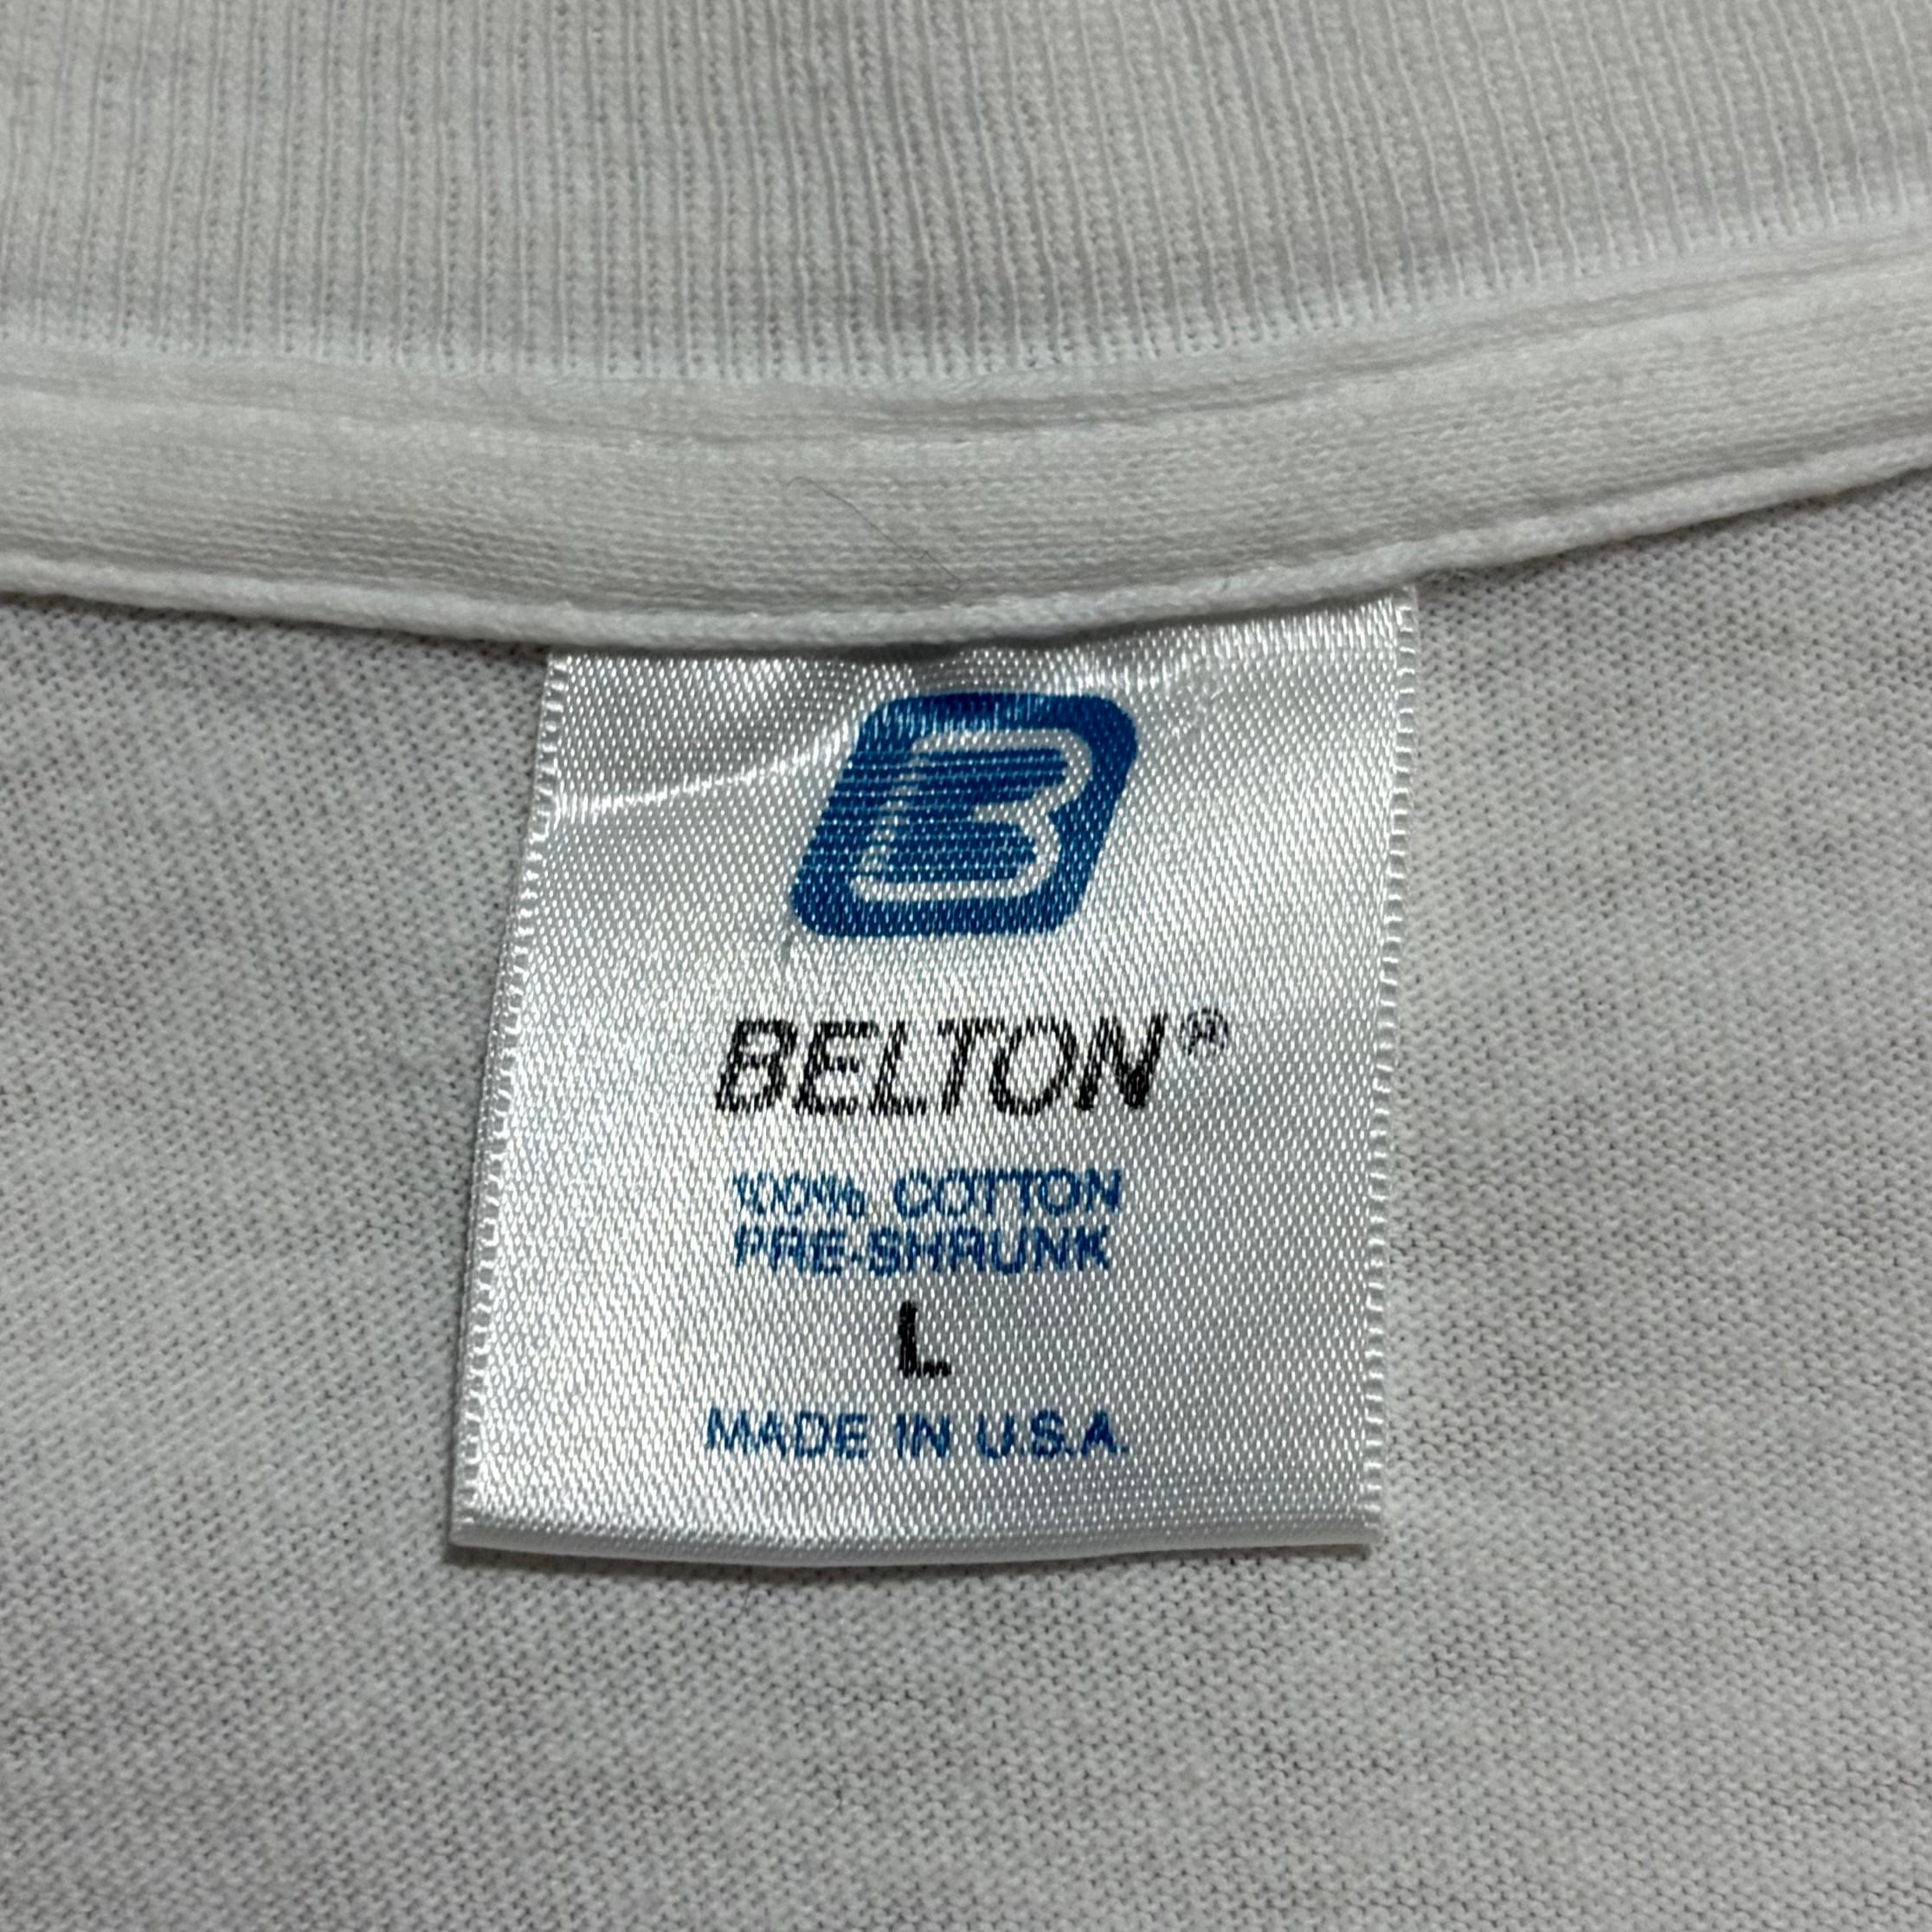 B
BELTON®
100% COTTON
PRE-SHRUNK
L
MADE IN U.S.A.